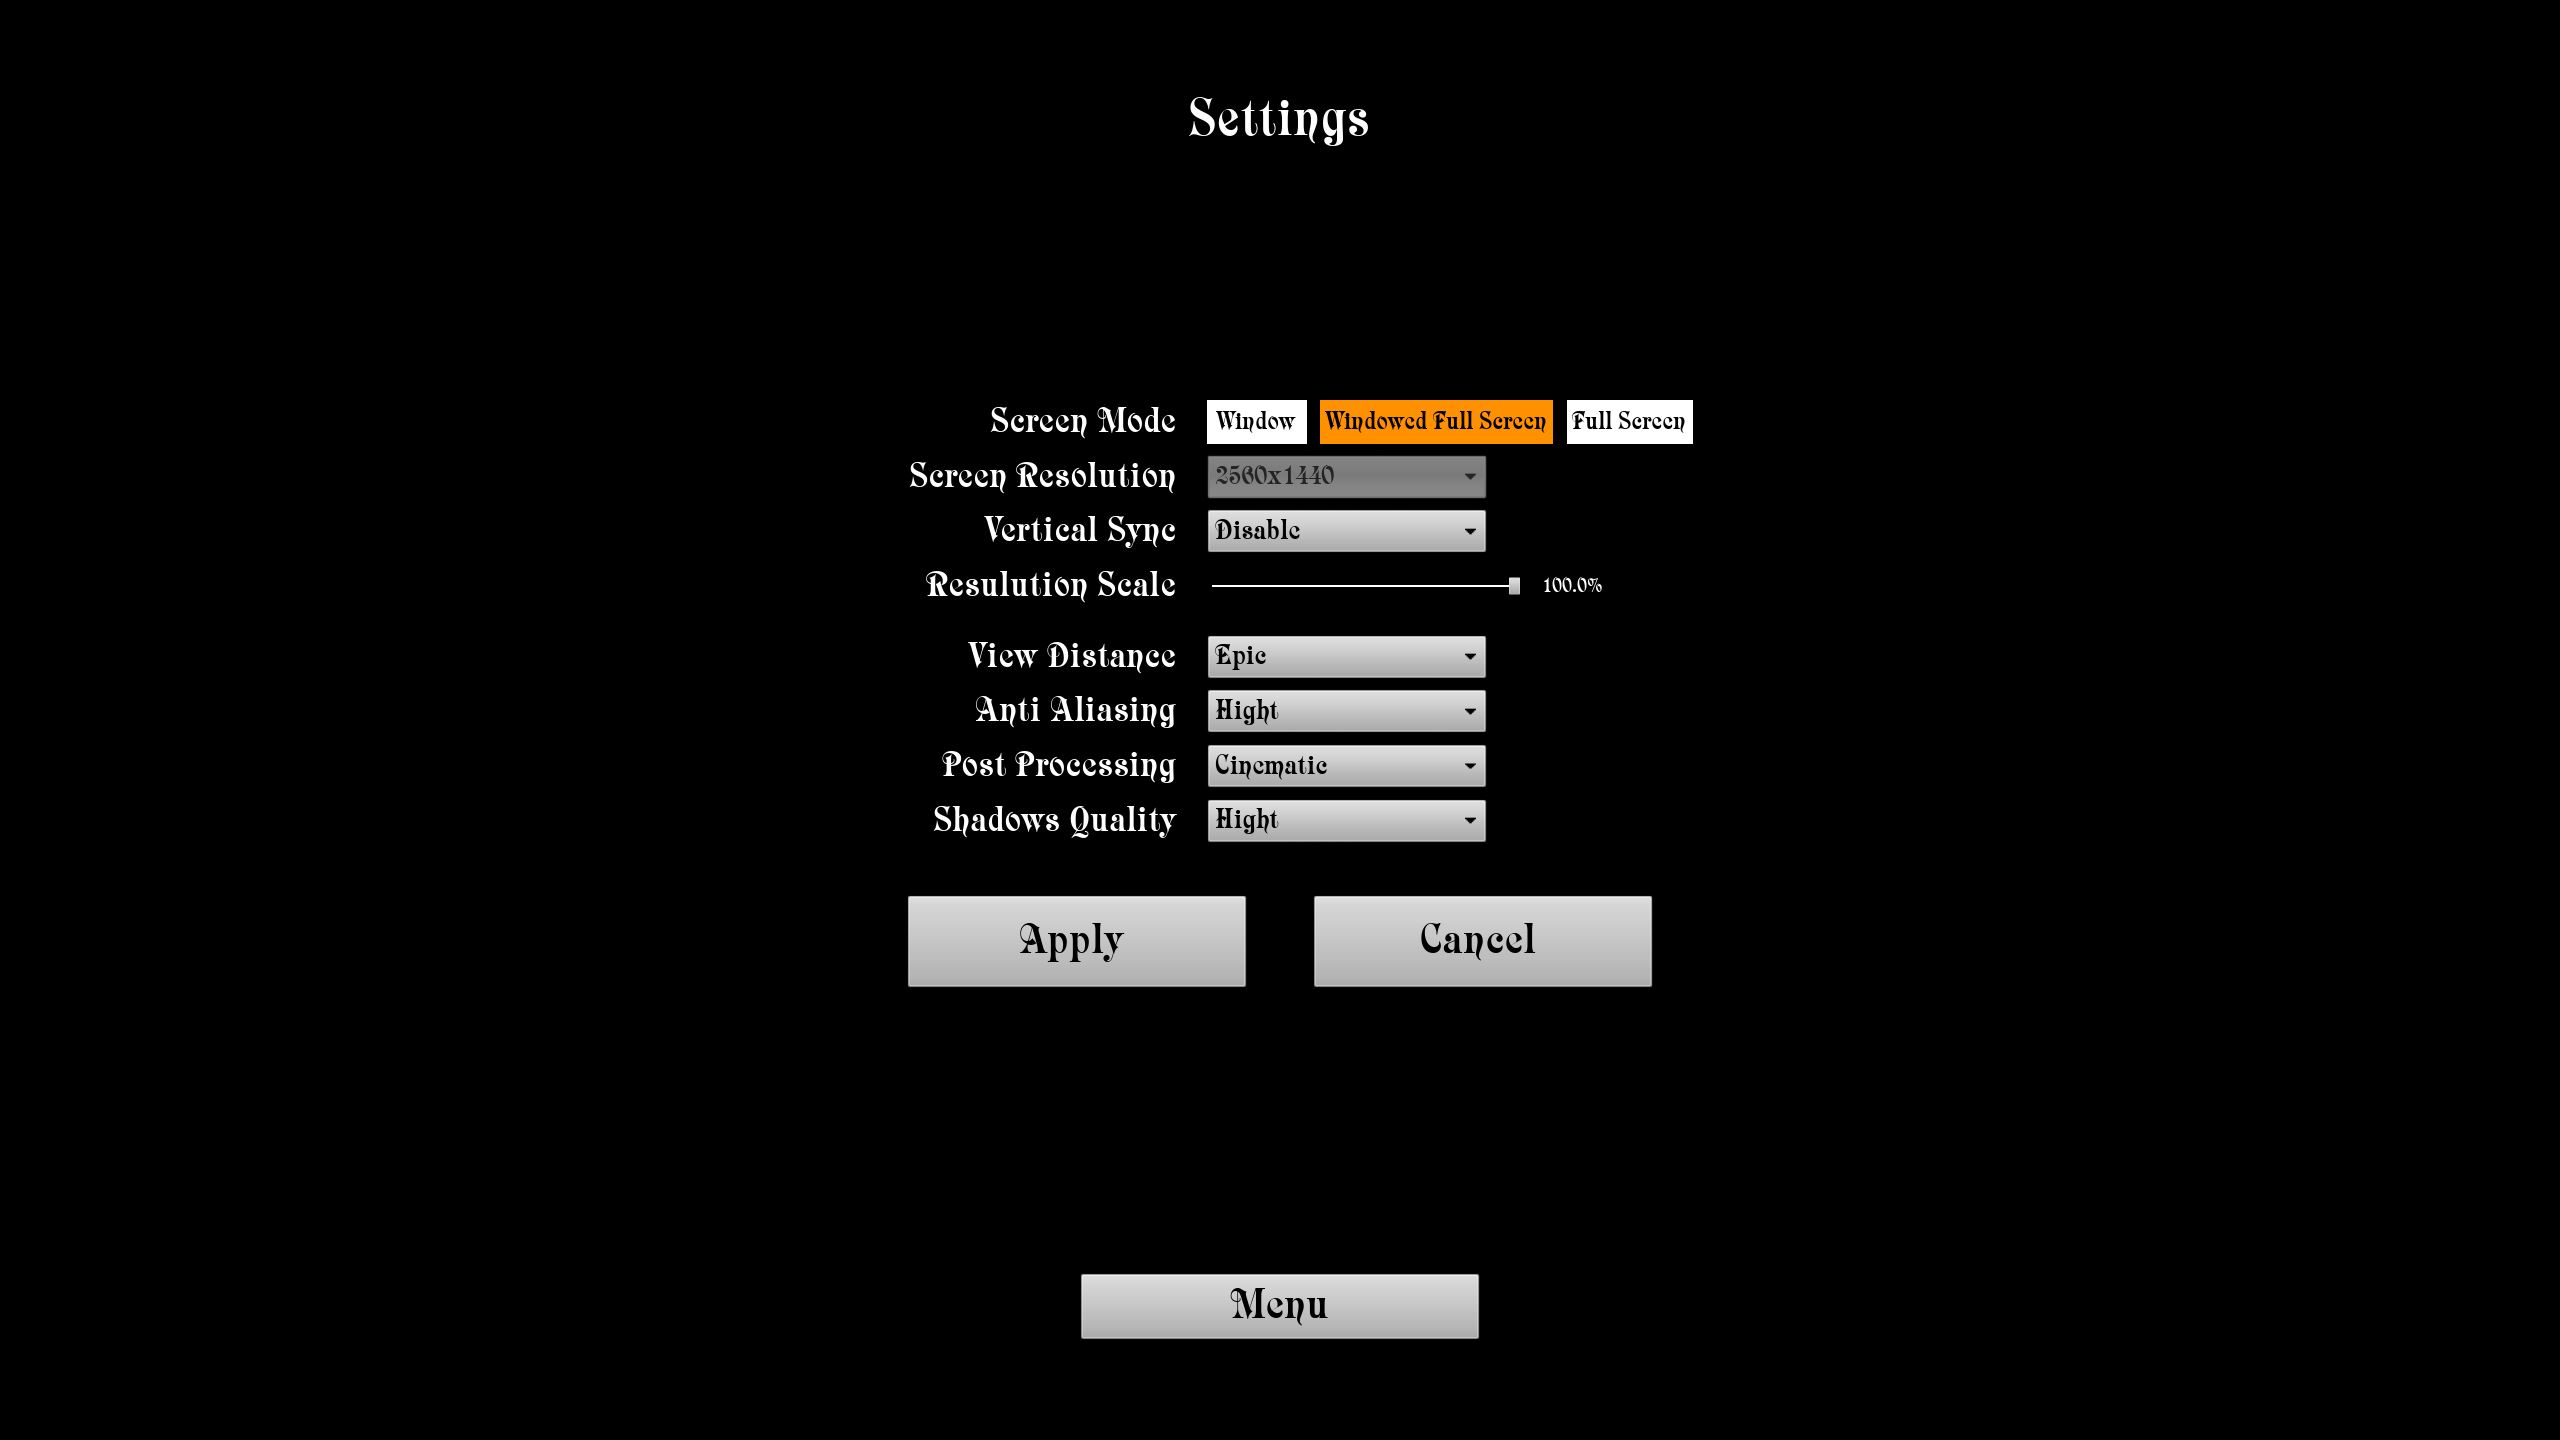 Settings
Screen Mode Window Windowed Full Screen Full Screen
Screen Resolution 2560x1440
Vertical Sync Disable
Resulution Scale 100.0%
View Distance Epic
Anti Aliasing Hight
Post Processing Cinematic
Shadows Quality Hight
Apply Cancel
Menu